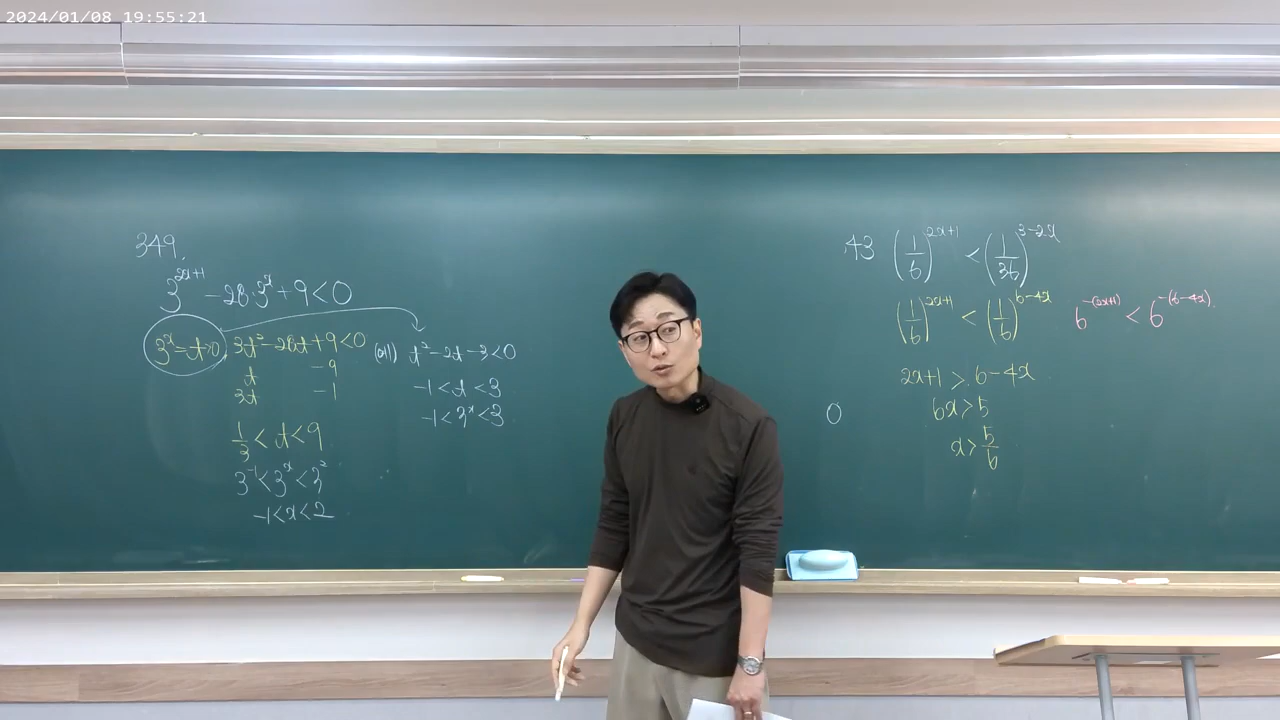 2024/01/08 19:55:21
349.
3^{2x+1} - 28·3^x + 9 < 0
3^x = t > 0, 3t² - 28t + 9 < 0
t -9
3t -1
1/3 < t < 9
3^{-1} < 3^x < 3²
-1 < x < 2
t² - 2t - 3 < 0
-1 < t < 3
-1 < 3^x < 3
0
43 (1/6)^{2x+1} < (1/36)^{3-2x}
(1/6)^{2x+1} < (1/6)^{6-4x} 6^{-(2x+1)} < 6^{-(6-4x)}.
2x+1 > 6-4x
6x > 5
x > 5/6